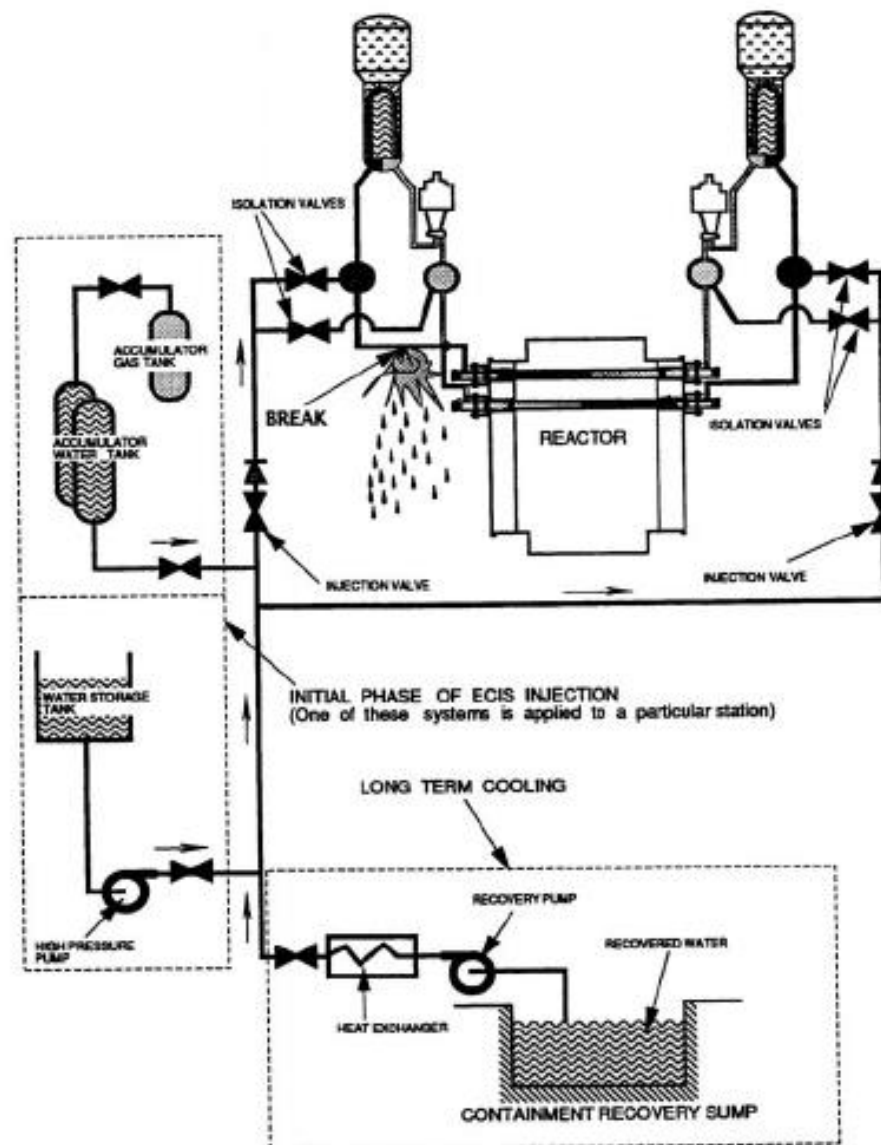 ISOLATION VALVES
ACCUMULATOR
GAS TANK
ACCUMULATOR
WATER TANK
BREAK
REACTOR
ISOLATION VALVES
INJECTION VALVE
INJECTION VALVE
WATER STORAGE
TANK
INITIAL PHASE OF ECIS INJECTION
(One of these systems is applied to a particular station)
LONG TERM COOLING
HIGH PRESSURE
PUMP
RECOVERY PUMP
RECOVERED WATER
HEAT EXCHANGER
CONTAINMENT RECOVERY SUMP